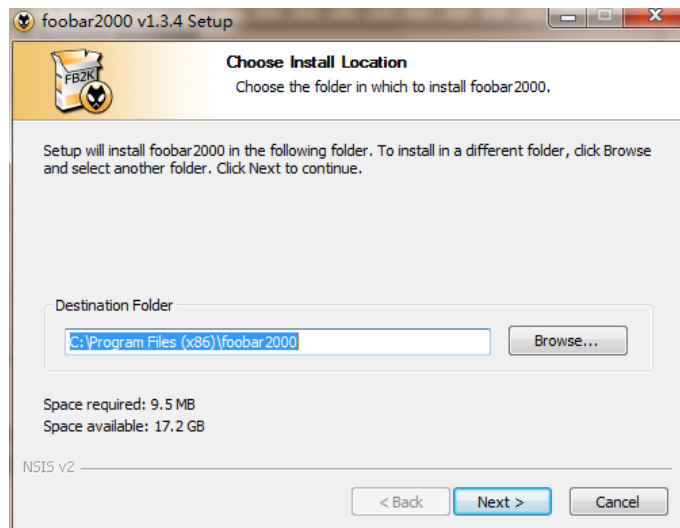 foobar2000 v1.3.4 Setup
FB2K
Choose Install Location
Choose the folder in which to install foobar2000.
Setup will install foobar2000 in the following folder. To install in a different folder, click Browse
and select another folder. Click Next to continue.
Destination Folder
C:\Program Files (x86)\foobar2000
Browse...
Space required: 9.5 MB
Space available: 17.2 GB
NSIS v2
< Back
Next >
Cancel